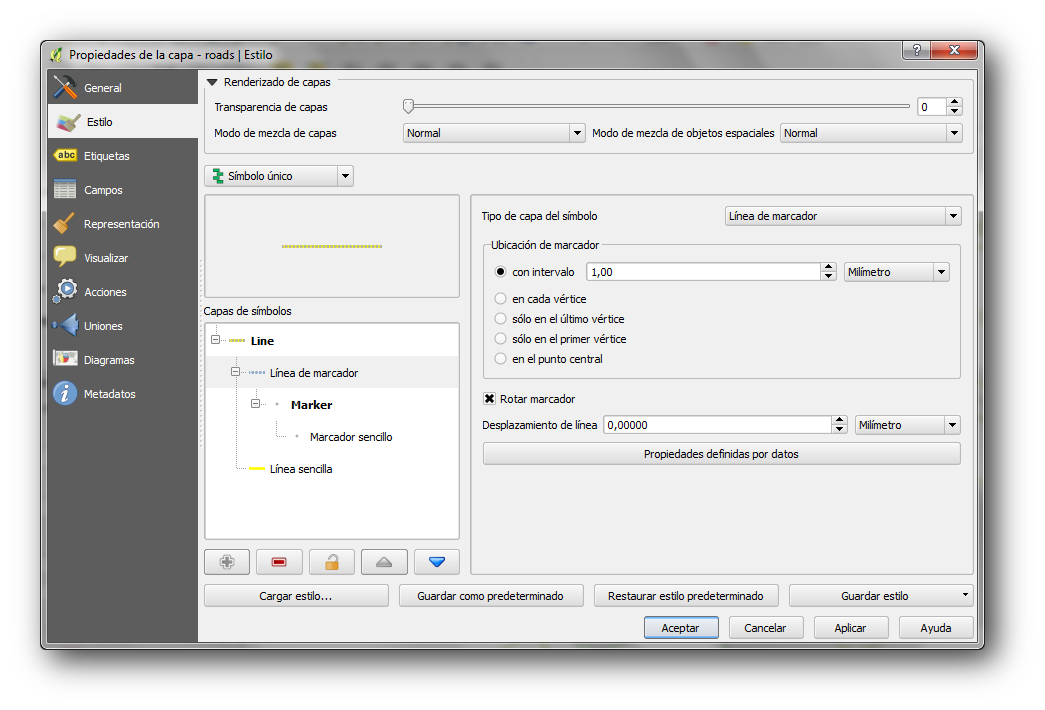 Propiedades de la capa - roads | Estilo
?
General
Estilo
abc Etiquetas
Campos
Representación
Visualizar
Acciones
Uniones
Diagramas
Metadatos
Renderizado de capas
Transparencia de capas
0
Modo de mezcla de capas
Normal
Modo de mezcla de objetos espaciales
Normal
Símbolo único
Capas de símbolos
Line
Línea de marcador
Marker
Marcador sencillo
Línea sencilla
Tipo de capa del símbolo
Línea de marcador
Ubicación de marcador
con intervalo
1,00
Milímetro
en cada vértice
sólo en el último vértice
sólo en el primer vértice
en el punto central
Rotar marcador
Desplazamiento de línea
0,00000
Milímetro
Propiedades definidas por datos
Cargar estilo...
Guardar como predeterminado
Restaurar estilo predeterminado
Guardar estilo
Aceptar
Cancelar
Aplicar
Ayuda